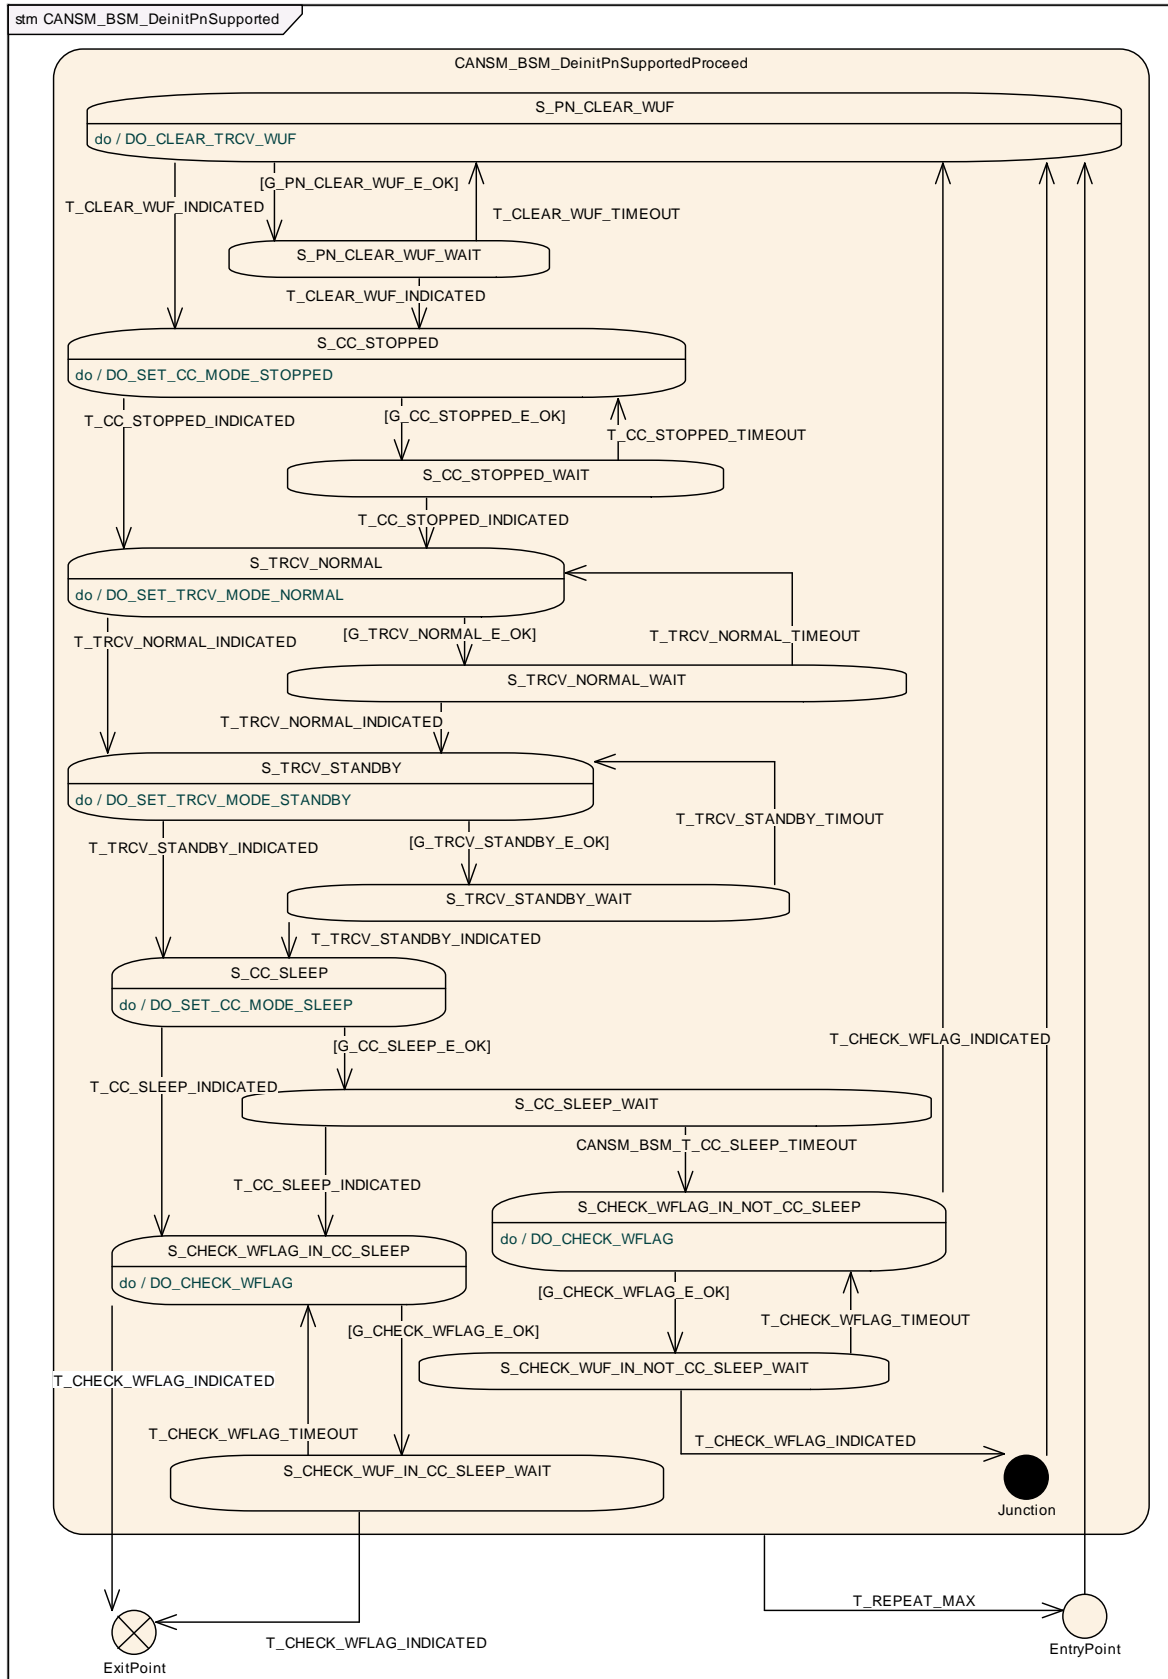 stm CANSM_BSM_DeinitPnSupported
CANSM_BSM_DeinitPnSupportedProceed
S_PN_CLEAR_WUF
do / DO_CLEAR_TRCV_WUF
[G_PN_CLEAR_WUF_E_OK]
T_CLEAR_WUF_INDICATED
T_CLEAR_WUF_TIMEOUT
S_PN_CLEAR_WUF_WAIT
T_CLEAR_WUF_INDICATED
S_CC_STOPPED
do / DO_SET_CC_MODE_STOPPED
T_CC_STOPPED_INDICATED
[G_CC_STOPPED_E_OK]
T_CC_STOPPED_TIMEOUT
S_CC_STOPPED_WAIT
T_CC_STOPPED_INDICATED
S_TRCV_NORMAL
do / DO_SET_TRCV_MODE_NORMAL
T_TRCV_NORMAL_INDICATED
[G_TRCV_NORMAL_E_OK]
T_TRCV_NORMAL_TIMEOUT
S_TRCV_NORMAL_WAIT
T_TRCV_NORMAL_INDICATED
S_TRCV_STANDBY
do / DO_SET_TRCV_MODE_STANDBY
T_TRCV_STANDBY_TIMOUT
T_TRCV_STANDBY_INDICATED
[G_TRCV_STANDBY_E_OK]
S_TRCV_STANDBY_WAIT
T_TRCV_STANDBY_INDICATED
S_CC_SLEEP
do / DO_SET_CC_MODE_SLEEP
[G_CC_SLEEP_E_OK]
T_CHECK_WFLAG_INDICATED
T_CC_SLEEP_INDICATED
S_CC_SLEEP_WAIT
CANSM_BSM_T_CC_SLEEP_TIMEOUT
T_CC_SLEEP_INDICATED
S_CHECK_WFLAG_IN_NOT_CC_SLEEP
do / DO_CHECK_WFLAG
S_CHECK_WFLAG_IN_CC_SLEEP
do / DO_CHECK_WFLAG
[G_CHECK_WFLAG_E_OK]
T_CHECK_WFLAG_TIMEOUT
[G_CHECK_WFLAG_E_OK]
S_CHECK_WUF_IN_NOT_CC_SLEEP_WAIT
T_CHECK_WFLAG_INDICATED
T_CHECK_WFLAG_TIMEOUT
T_CHECK_WFLAG_INDICATED
S_CHECK_WUF_IN_CC_SLEEP_WAIT
Junction
T_REPEAT_MAX
T_CHECK_WFLAG_INDICATED
EntryPoint
ExitPoint